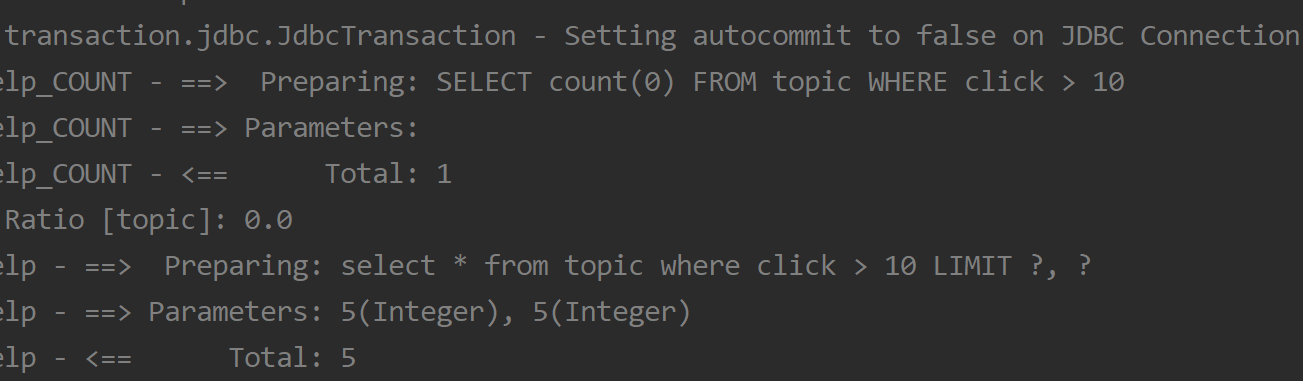 transaction.jdbc.JdbcTransaction - Setting autocommit to false on JDBC Connection
elp_COUNT - ==>  Preparing: SELECT count(0) FROM topic WHERE click > 10
elp_COUNT - ==> Parameters:
elp_COUNT - <==      Total: 1
Ratio [topic]: 0.0
elp - ==>  Preparing: select * from topic where click > 10 LIMIT ?, ?
elp - ==> Parameters: 5(Integer), 5(Integer)
elp - <==      Total: 5